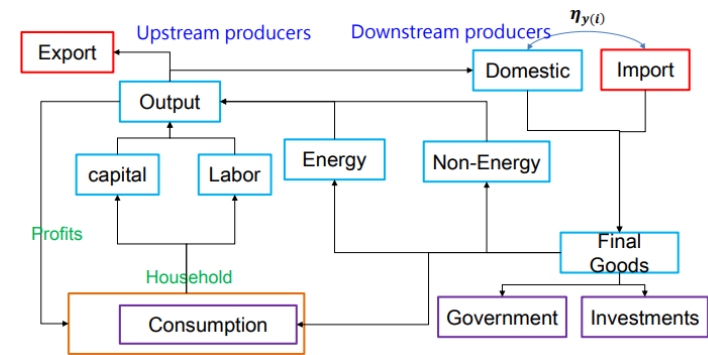 Upstream producers
Downstream producers
η_y(i)
Export
Domestic
Import
Output
capital
Labor
Energy
Non-Energy
Profits
Household
Final
Goods
Consumption
Government
Investments